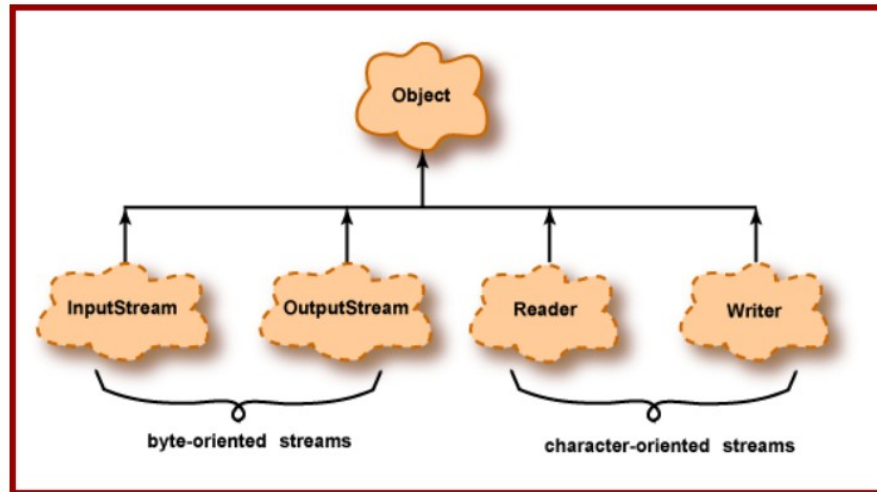 Object
InputStream
OutputStream
Reader
Writer
byte-oriented streams
character-oriented streams